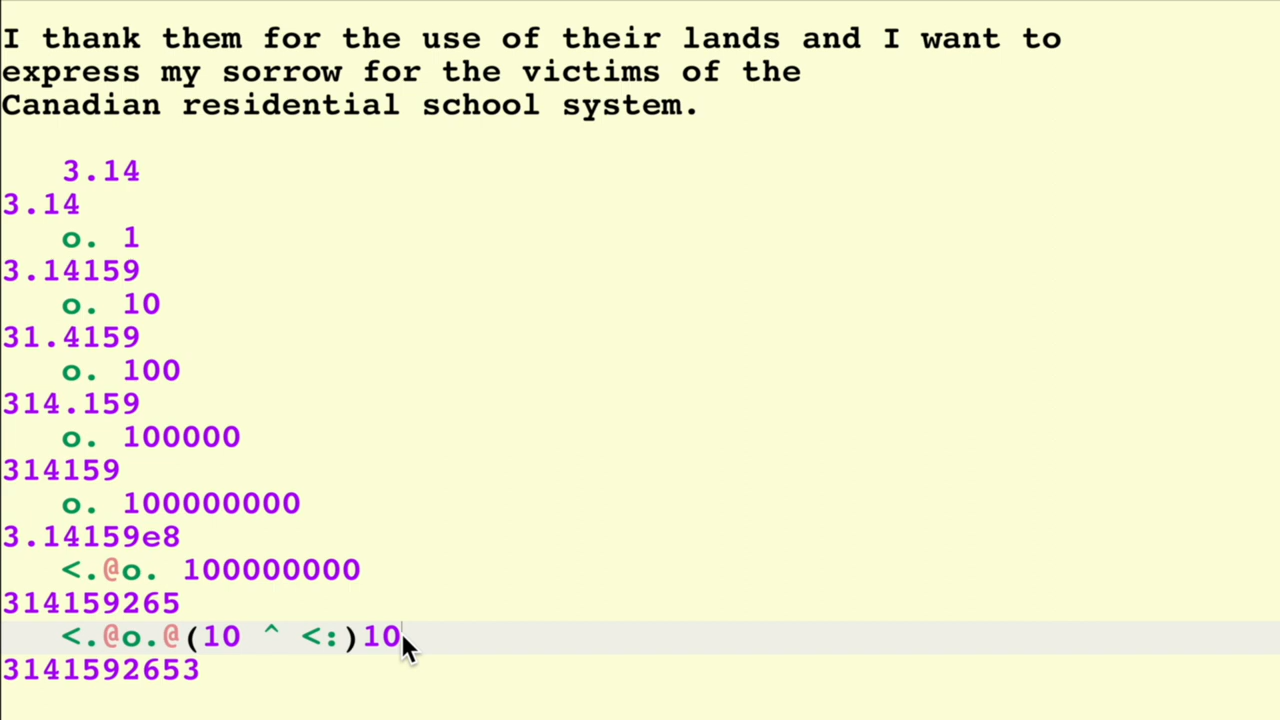 I thank them for the use of their lands and I want to
express my sorrow for the victims of the
Canadian residential school system.
3.14
3.14
o. 1
3.14159
o. 10
31.4159
o. 100
314.159
o. 100000
314159
o. 100000000
3.14159e8
<.@o. 100000000
314159265
<.@o.@(10 ^ <:)10
3141592653